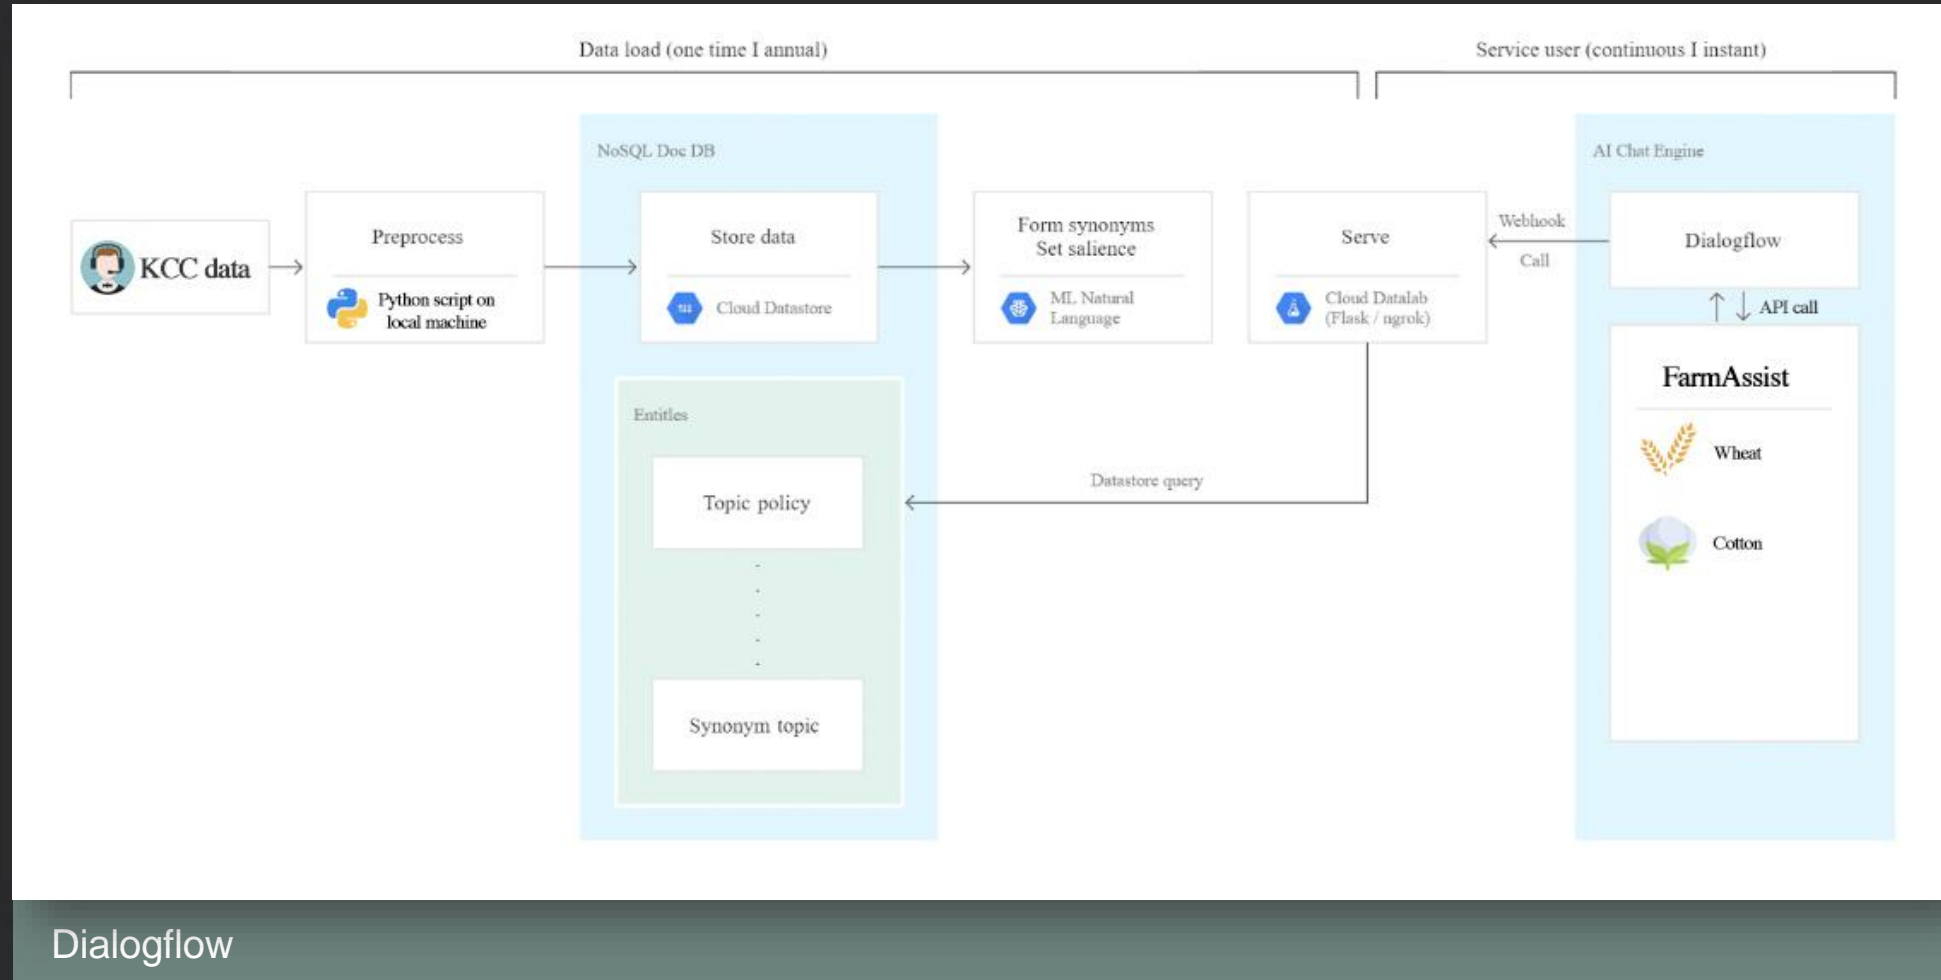 Data load (one time I annual)
Service user (continuous I instant)
NoSQL Doc DB
AI Chat Engine
KCC data
Preprocess
Python script on
local machine
Store data
Cloud Datastore
Form synonyms
Set salience
ML Natural
Language
Serve
Cloud Datalab
(Flask / ngrok)
Webhook
Call
Dialogflow
API call
FarmAssist
Wheat
Cotton
Entitles
Topic policy
Datastore query
Synonym topic
Dialogflow